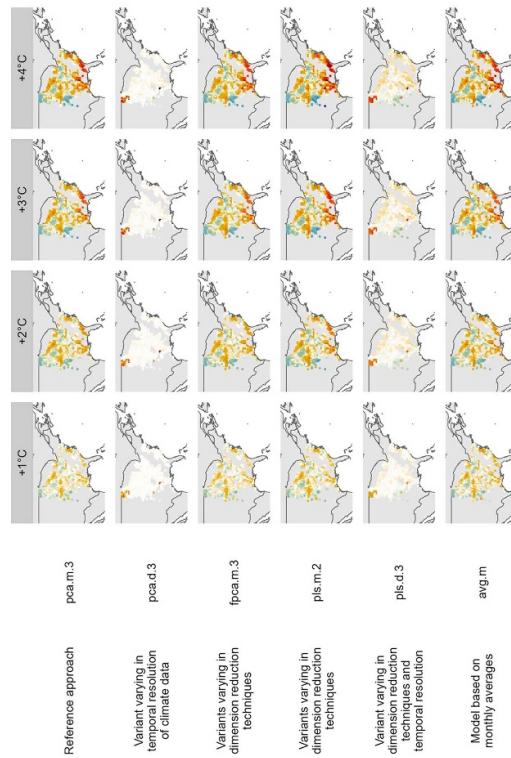 +1°C
+2°C
+3°C
+4°C
Reference approach
pca.m.3
Variant varying in
temporal resolution
of climate data
pca.d.3
Variants varying in
dimension reduction
techniques
fpca.m.3
Variants varying in
dimension reduction
techniques
pls.m.2
Variant varying in
dimension reduction
techniques and
temporal resolution
pls.d.3
Model based on
monthly averages
avg.m